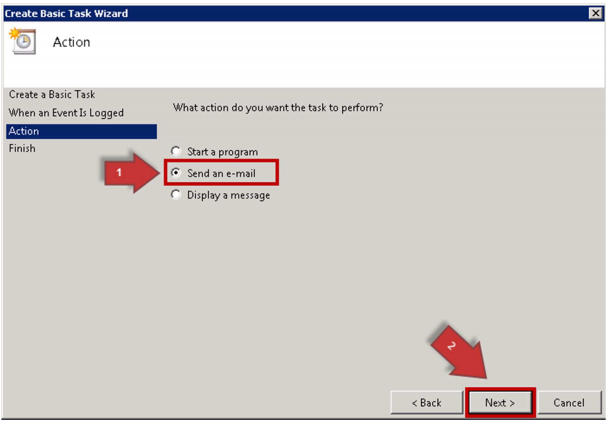 Create Basic Task Wizard
Action
Create a Basic Task
When an Event Is Logged
Action
Finish
What action do you want the task to perform?
Start a program
1
Send an e-mail
Display a message
2
< Back
Next >
Cancel